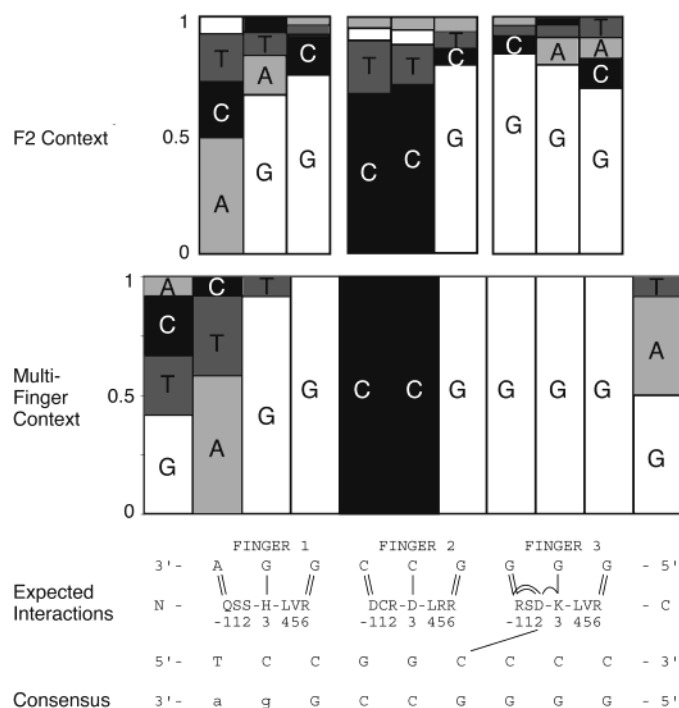 1
T T C T T C T
T A C T A A
F2 Context
0.5
C G G C C G G G C
A G
0
1
A C T T
C T A
Multi-
Finger
Context
0.5
T G G C C G G G G
G A G
0
FINGER 1 FINGER 2 FINGER 3
3'- A G G C C G G G G - 5'
Expected
Interactions
N - QSS-H-LVR DCR-D-LRR RSD-K-LVR - C
-112 3 456 -112 3 456 -112 3 456
5'- T C C G G C C C C - 3'
Consensus 3'- a g G C C G G G G - 5'